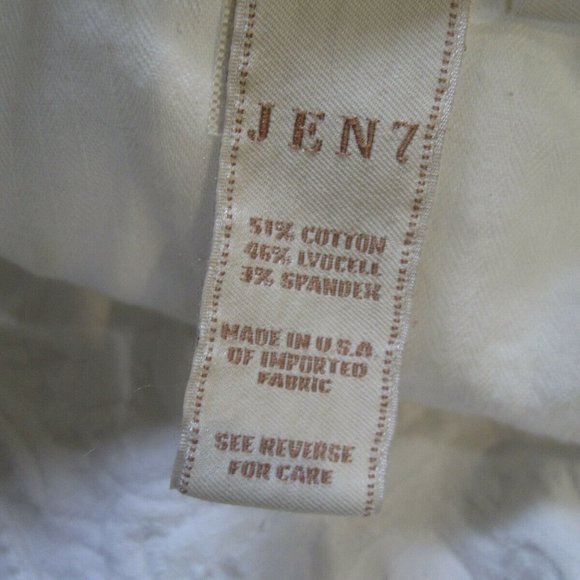 JEN7
51% COTTON
46% LYOCELL
3% SPANDEX
MADE IN U.S.A
OF IMPORTED
FABRIC
SEE REVERSE
FOR CARE